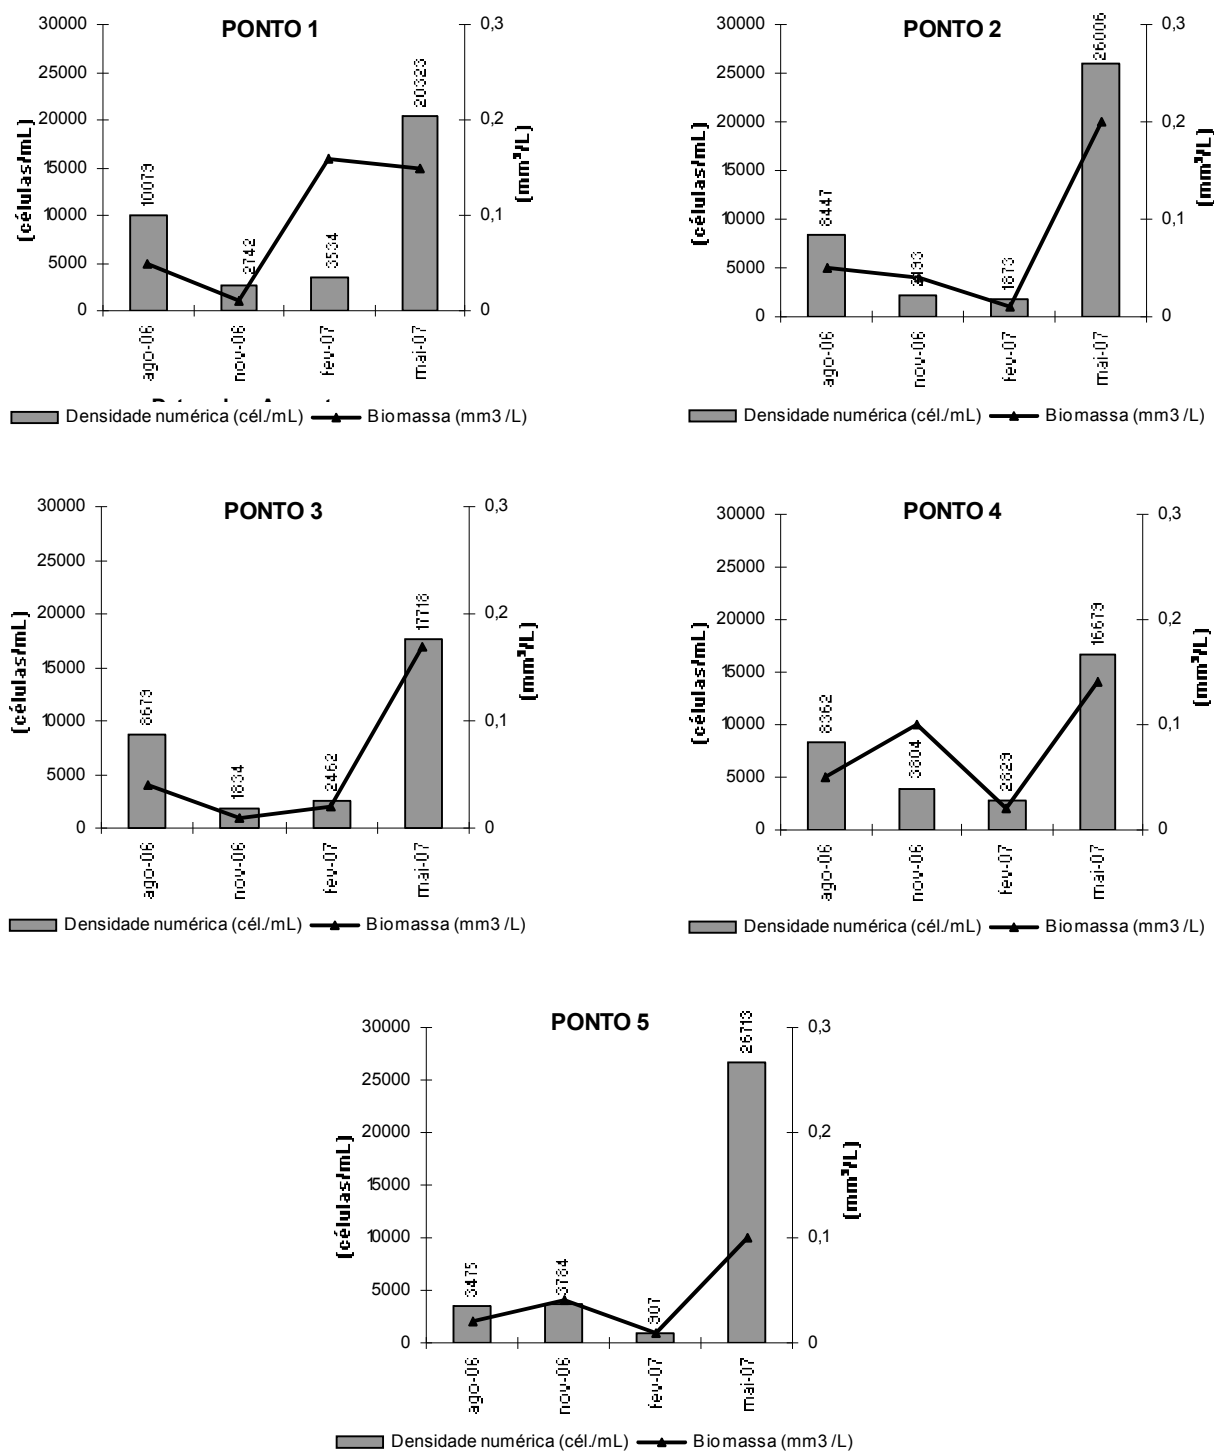 PONTO 1
30000
25000
20000
15000
10000
5000
0
0,3
0,2
0,1
0
(células/mL)
(mm³/L)
10079
2742
3534
20323
ago-06
nov-06
fev-07
mai-07
Densidade numérica (cél./mL) Biomassa (mm3 /L)
PONTO 2
30000
25000
20000
15000
10000
5000
0
0,3
0,2
0,1
0
(células/mL)
(mm³/L)
8447
1873
26006
ago-06
nov-06
fev-07
mai-07
Densidade numérica (cél./mL) Biomassa (mm3 /L)
PONTO 3
30000
25000
20000
15000
10000
5000
0
0,3
0,2
0,1
0
(células/mL)
(mm³/L)
8679
1834
2462
17718
ago-06
nov-06
fev-07
mai-07
Densidade numérica (cél./mL) Biomassa (mm3 /L)
PONTO 4
30000
25000
20000
15000
10000
5000
0
0,3
0,2
0,1
0
(células/mL)
(mm³/L)
8362
3804
2829
16679
ago-06
nov-06
fev-07
mai-07
Densidade numérica (cél./mL) Biomassa (mm3 /L)
PONTO 5
30000
25000
20000
15000
10000
5000
0
0,3
0,2
0,1
0
(células/mL)
(mm³/L)
3475
3784
907
26713
ago-06
nov-06
fev-07
mai-07
Densidade numérica (cél./mL) Biomassa (mm3 /L)